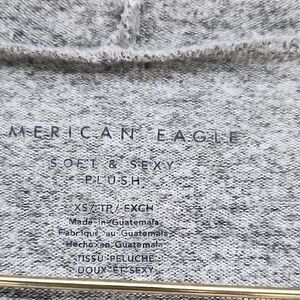 MERICAN EAGLE
SOFT & SEXY
PLUSH
XS / TP / EXCH
Made in Guatemala
Fabriqué au Guatemala
Hecho en Guatemala
TISSU PELUCHE
DOUX ET SEXY